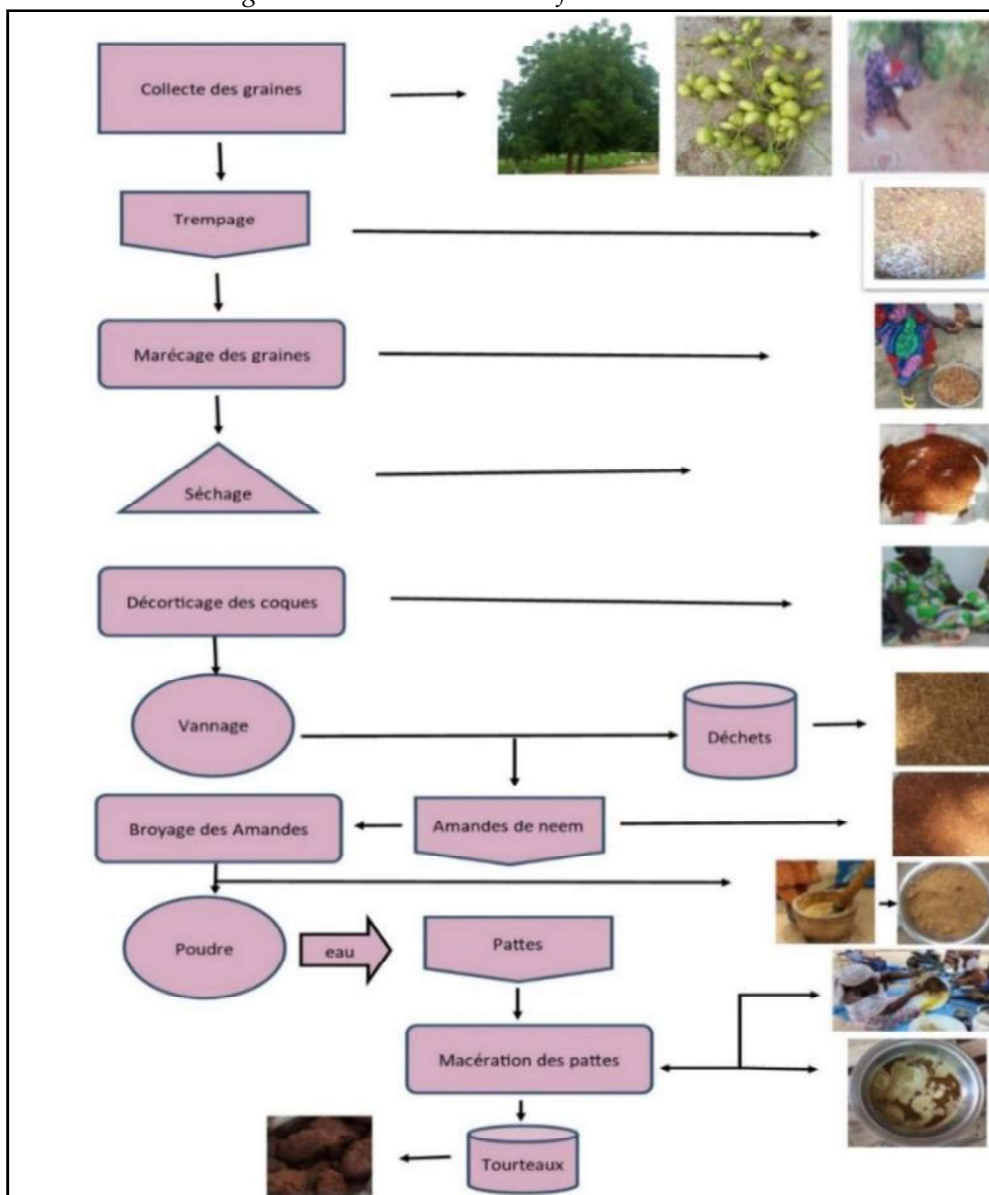 Collecte des graines
Trempage
Marécage des graines
Séchage
Décorticage des coques
Vannage
Déchets
Broyage des Amandes
Amandes de neem
Poudre
eau
Pattes
Macération des pattes
Tourteaux